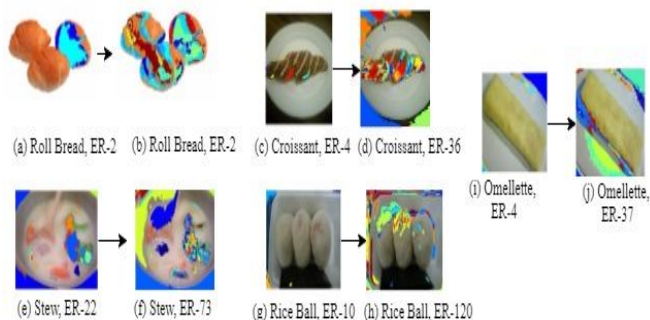 (a) Roll Bread, ER-2
(b) Roll Bread, ER-2
(c) Croissant, ER-4
(d) Croissant, ER-36
(i) Omellette,
ER-4
(j) Omellette,
ER-37
(e) Stew, ER-22
(f) Stew, ER-73
(g) Rice Ball, ER-10
(h) Rice Ball, ER-120